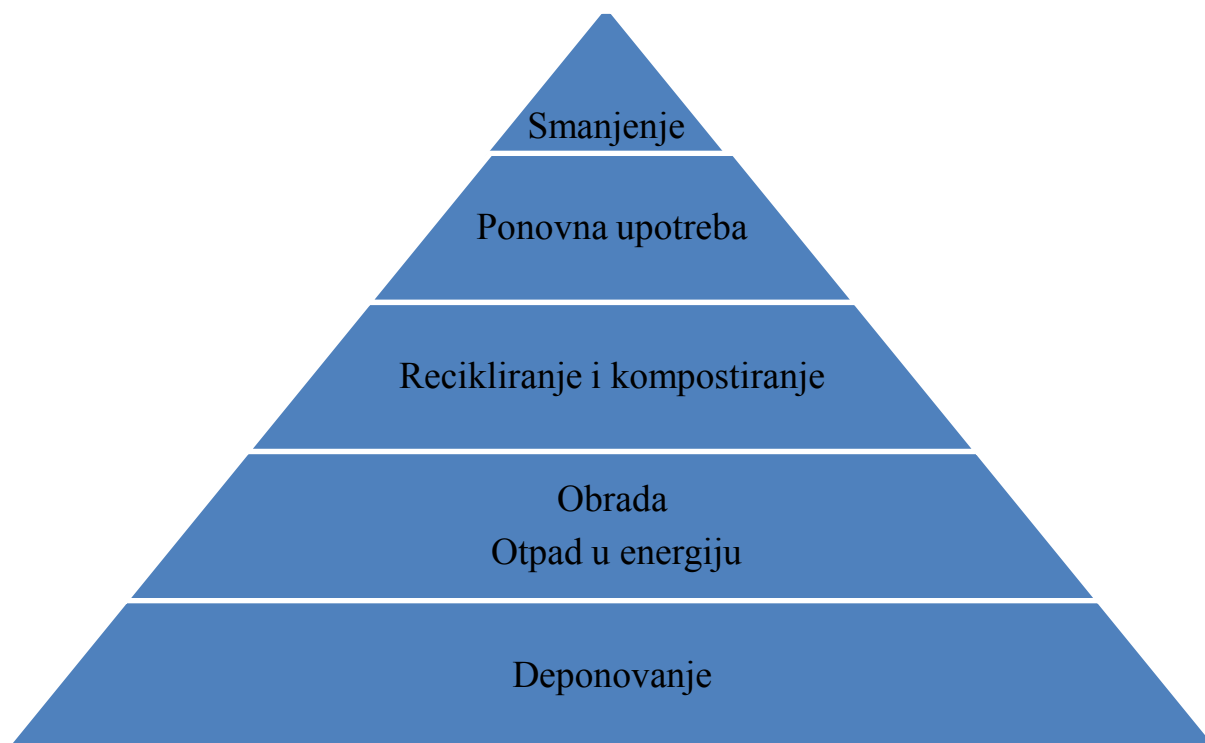 Smanjenje
Ponovna upotreba
Recikliranje i kompostiranje
Obrada
Otpad u energiju
Deponovanje